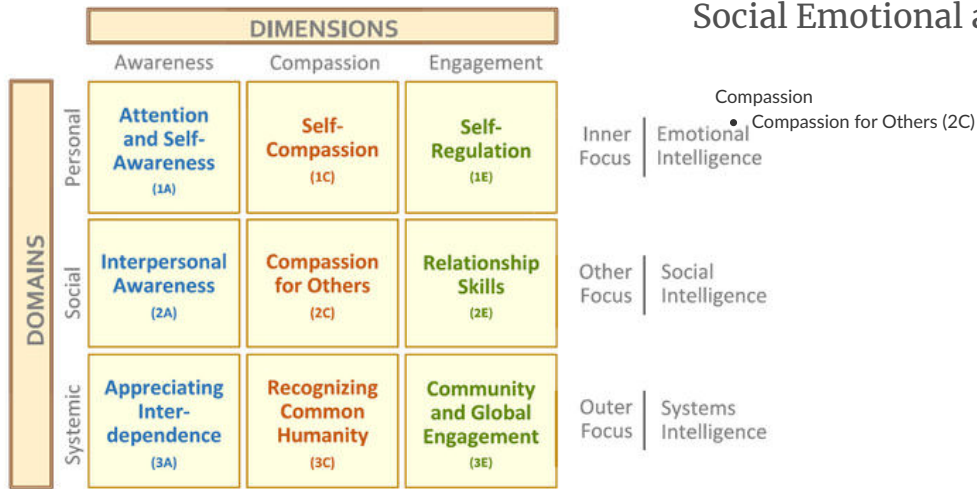 Social Emotional a
DIMENSIONS
Awareness
Compassion
Engagement
DOMAINS
Personal
Attention
and Self-
Awareness
(1A)
Self-
Compassion
(1C)
Self-
Regulation
(1E)
Inner
Focus
Emotional
Intelligence
Compassion
• Compassion for Others (2C)
Social
Interpersonal
Awareness
(2A)
Compassion
for Others
(2C)
Relationship
Skills
(2E)
Other
Focus
Social
Intelligence
Systemic
Appreciating
Inter-
dependence
(3A)
Recognizing
Common
Humanity
(3C)
Community
and Global
Engagement
(3E)
Outer
Focus
Systems
Intelligence